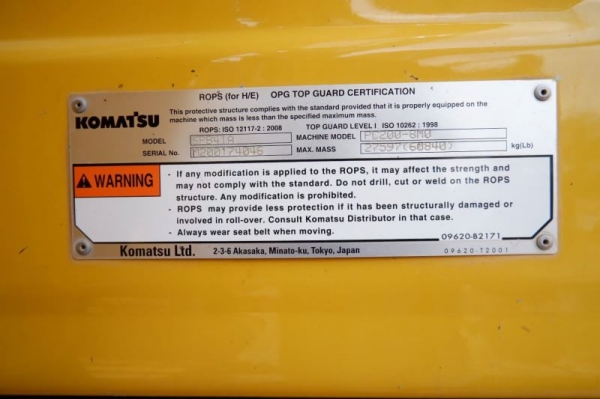 ROPS (for H/E) OPG TOP GUARD CERTIFICATION
KOMATSU
This protective structure complies with the standard provided that it is properly equipped on the
machine which mass is less than the specified maximum mass.
ROPS: ISO 12117-2 : 2008 TOP GUARD LEVEL I ISO 10262 : 1998
MODEL MACHINE MODEL PC200-8M0
SERIAL No. M200174046 MAX. MASS 27597(60840) kg(Lb)
WARNING
- If any modification is applied to the ROPS, it may affect the strength and
may not comply with the standard. Do not drill, cut or weld on the ROPS
structure. Any modification is prohibited.
- ROPS may provide less protection if it has been structurally damaged or
involved in roll-over. Consult Komatsu Distributor in that case.
- Always wear seat belt when moving.
09620-B2171
Komatsu Ltd. 2-3-6 Akasaka, Minato-ku, Tokyo, Japan 09620-T2001